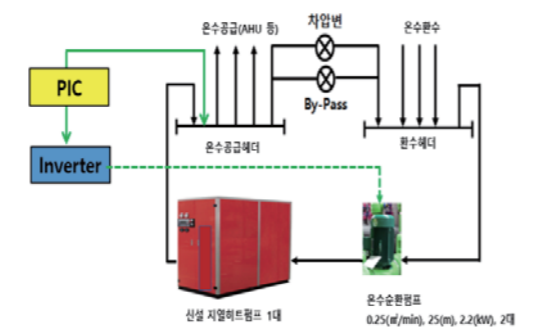 온수공급(AHU 등)
차압변
온수환수
PIC
By-Pass
온수공급헤더
환수헤더
Inverter
신설 지열히트펌프 1대
온수순환펌프
0.25(㎥/min), 25(m), 2.2(kW), 2대